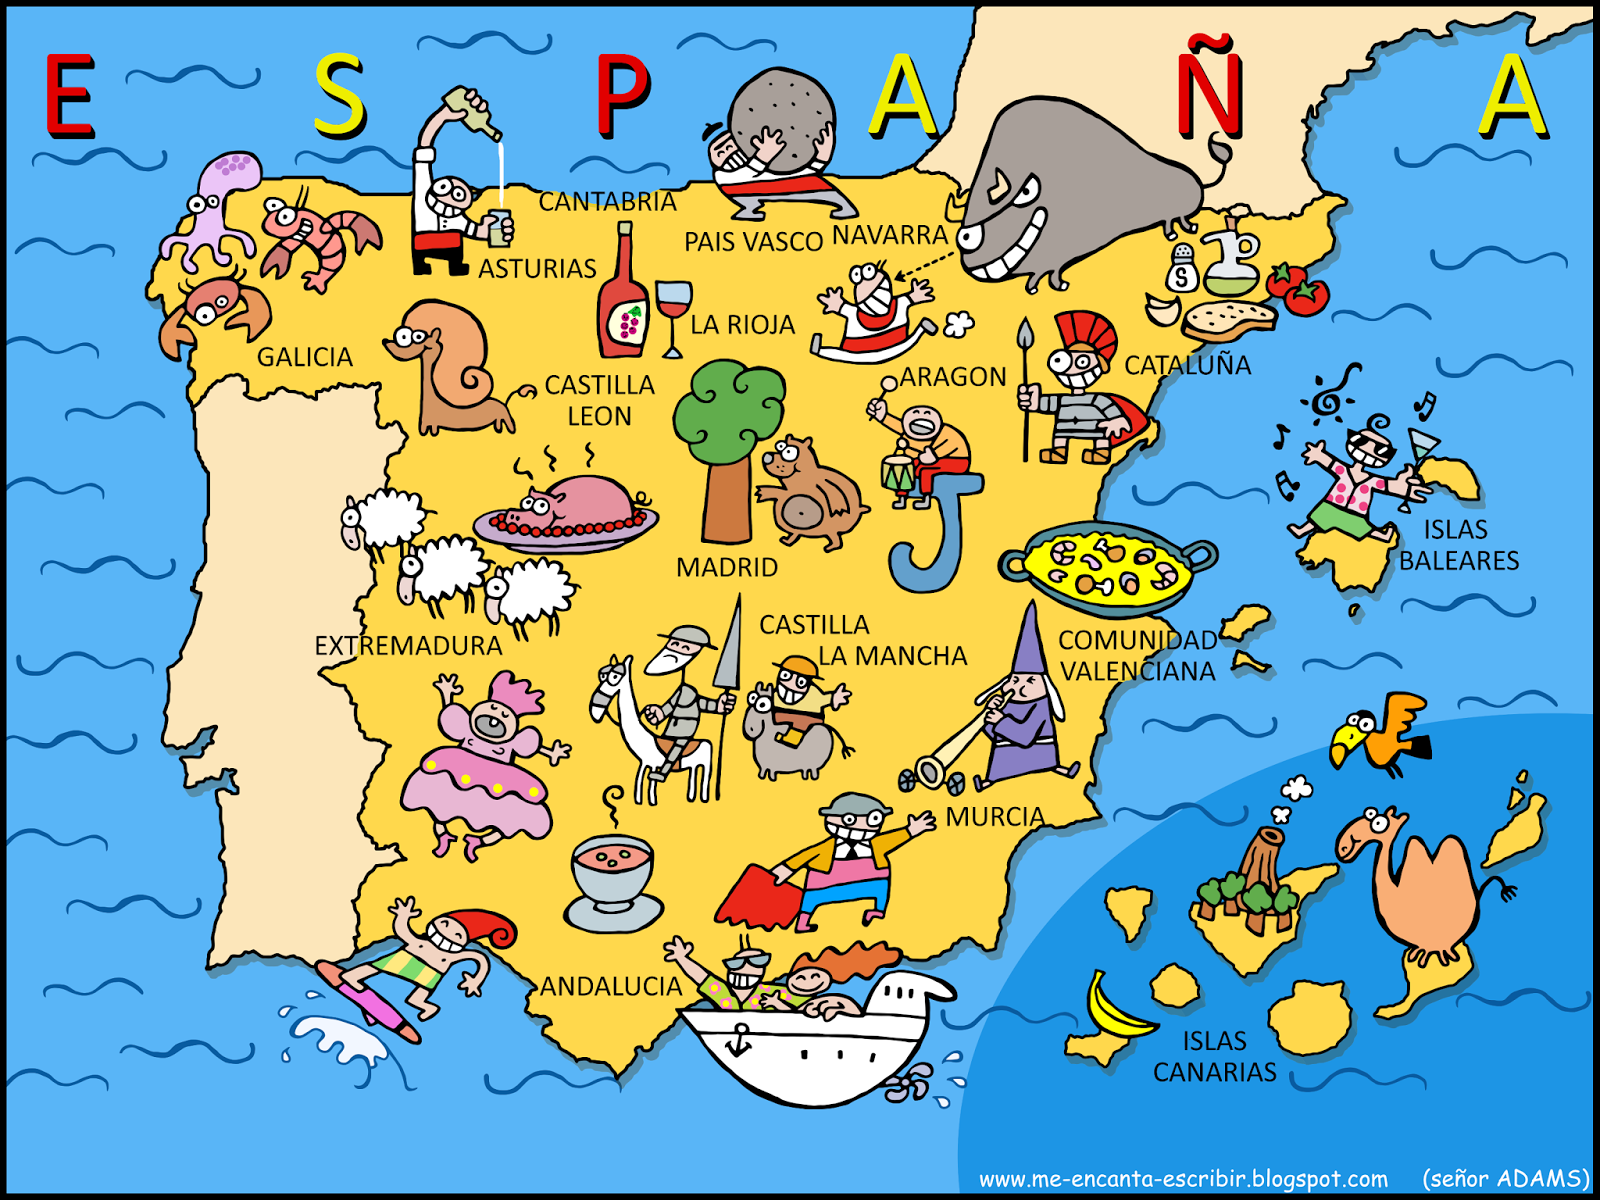 E S P A Ñ A
CANTABRIA
PAIS VASCO
NAVARRA
ASTURIAS
LA RIOJA
GALICIA
CASTILLA
LEON
ARAGON
CATALUÑA
S
MADRID
ISLAS
BALEARES
EXTREMADURA
CASTILLA
LA MANCHA
COMUNIDAD
VALENCIANA
MURCIA
ANDALUCIA
ISLAS
CANARIAS
www.me-encanta-escribir.blogspot.com (señor ADAMS)